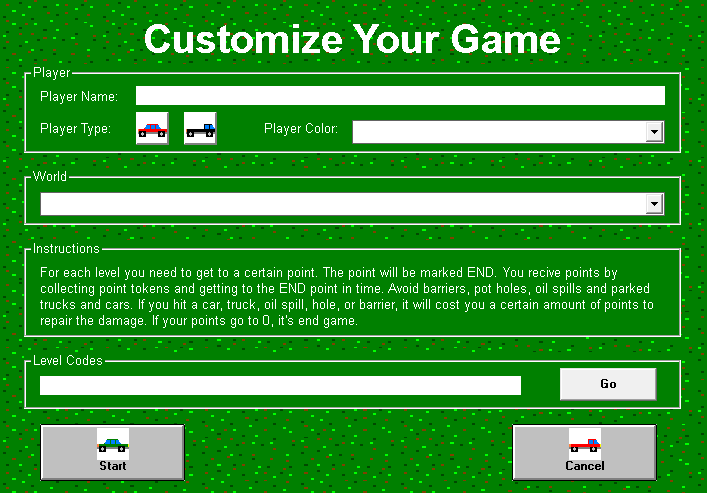 Customize Your Game
Player
Player Name:
Player Type:
Player Color:
World
Instructions
For each level you need to get to a certain point. The point will be marked END. You recive points by
collecting point tokens and getting to the END point in time. Avoid barriers, pot holes, oil spills and parked
trucks and cars. If you hit a car, truck, oil spill, hole, or barrier, it will cost you a certain amount of points to
repair the damage. If your points go to 0, it's end game.
Level Codes
Go
Start
Cancel